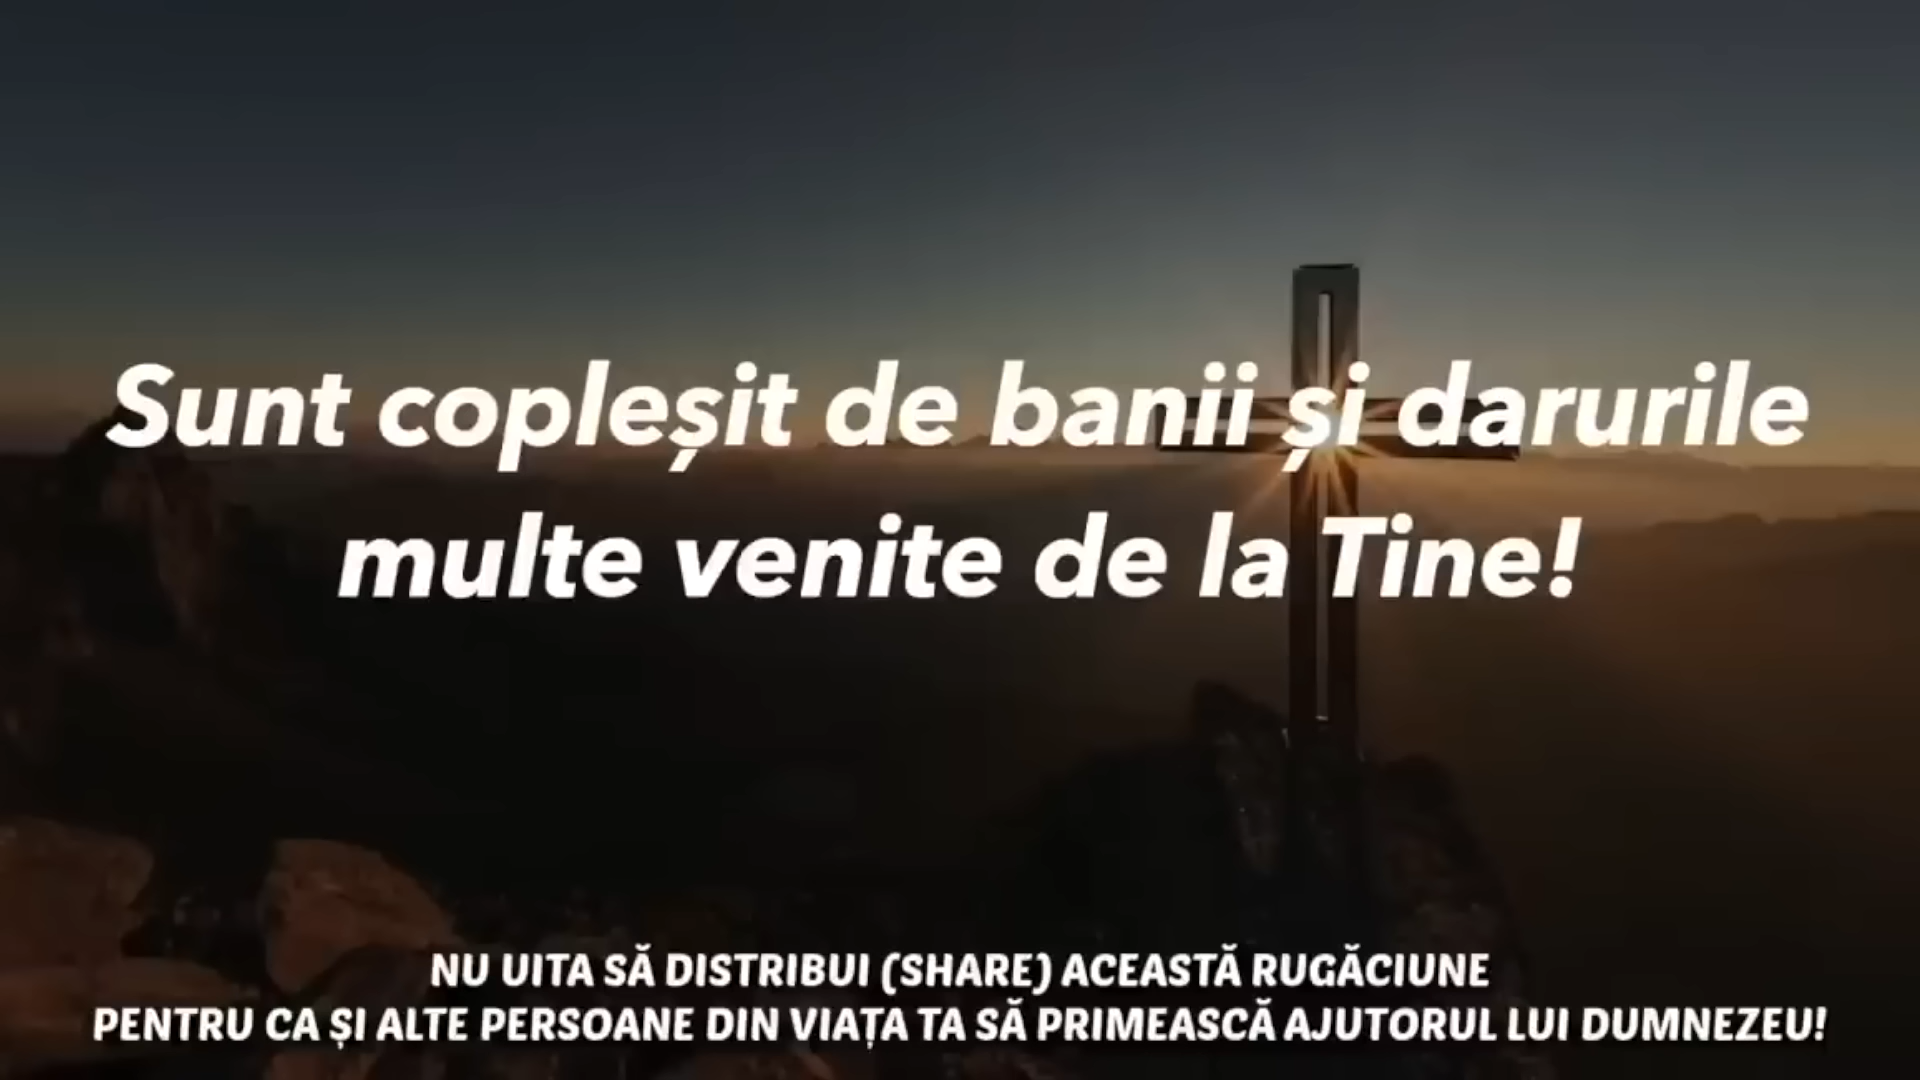 Sunt copleșit de banii și darurile
multe venite de la Tine!
NU UITA SĂ DISTRIBUI (SHARE) ACEASTĂ RUGĂCIUNE
PENTRU CA ȘI ALTE PERSOANE DIN VIAȚA TA SĂ PRIMEASCĂ AJUTORUL LUI DUMNEZEU!